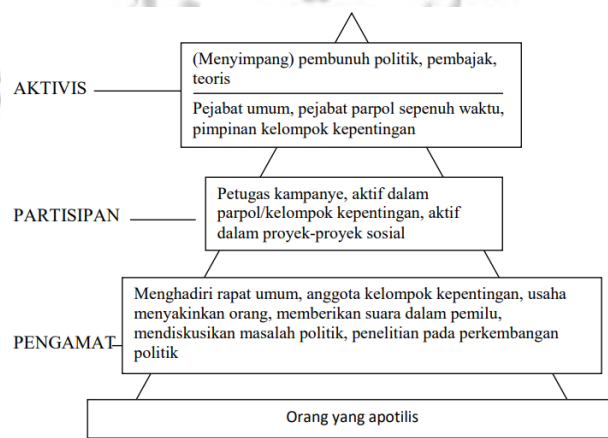 (Menyimpang) pembunuh politik, pembajak,
teoris
AKTIVIS
Pejabat umum, pejabat parpol sepenuh waktu,
pimpinan kelompok kepentingan
Petugas kampanye, aktif dalam
parpol/kelompok kepentingan, aktif
dalam proyek-proyek sosial
PARTISIPAN
Menghadiri rapat umum, anggota kelompok kepentingan, usaha
menyakinkan orang, memberikan suara dalam pemilu,
mendiskusikan masalah politik, penelitian pada perkembangan
politik
PENGAMAT
Orang yang apotilis